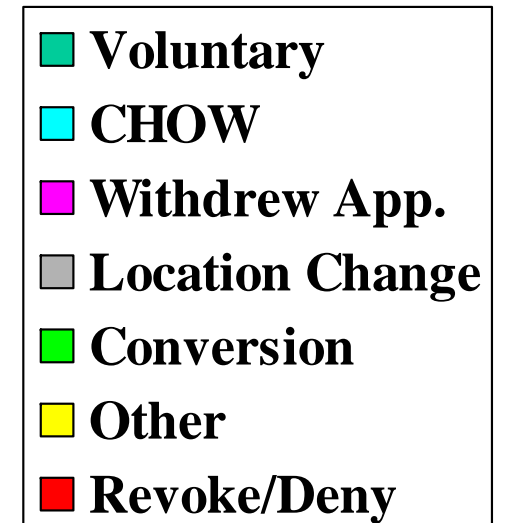 Voluntary
CHOW
Withdrew App.
Location Change
Conversion
Other
Revoke/Deny